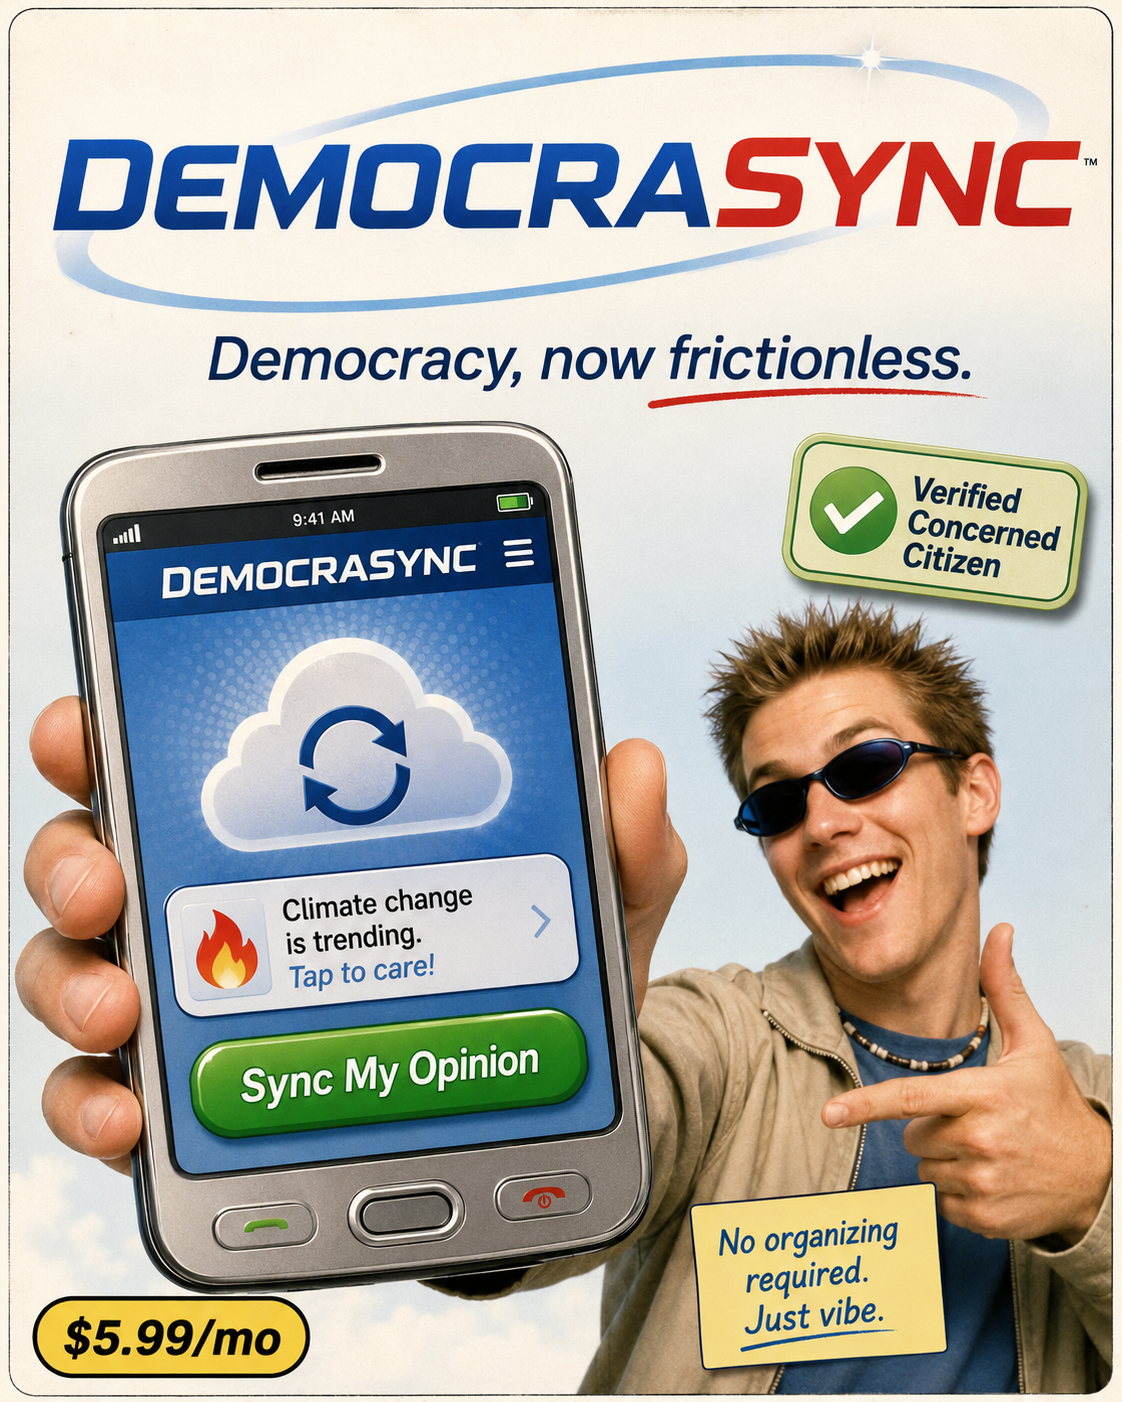 DEMOCRASYNC™
Democracy, now frictionless.
Verified
Concerned
Citizen
9:41 AM
DEMOCRASYNC
Climate change
is trending.
Tap to care!
Sync My Opinion
No organizing
required.
Just vibe.
$5.99/mo